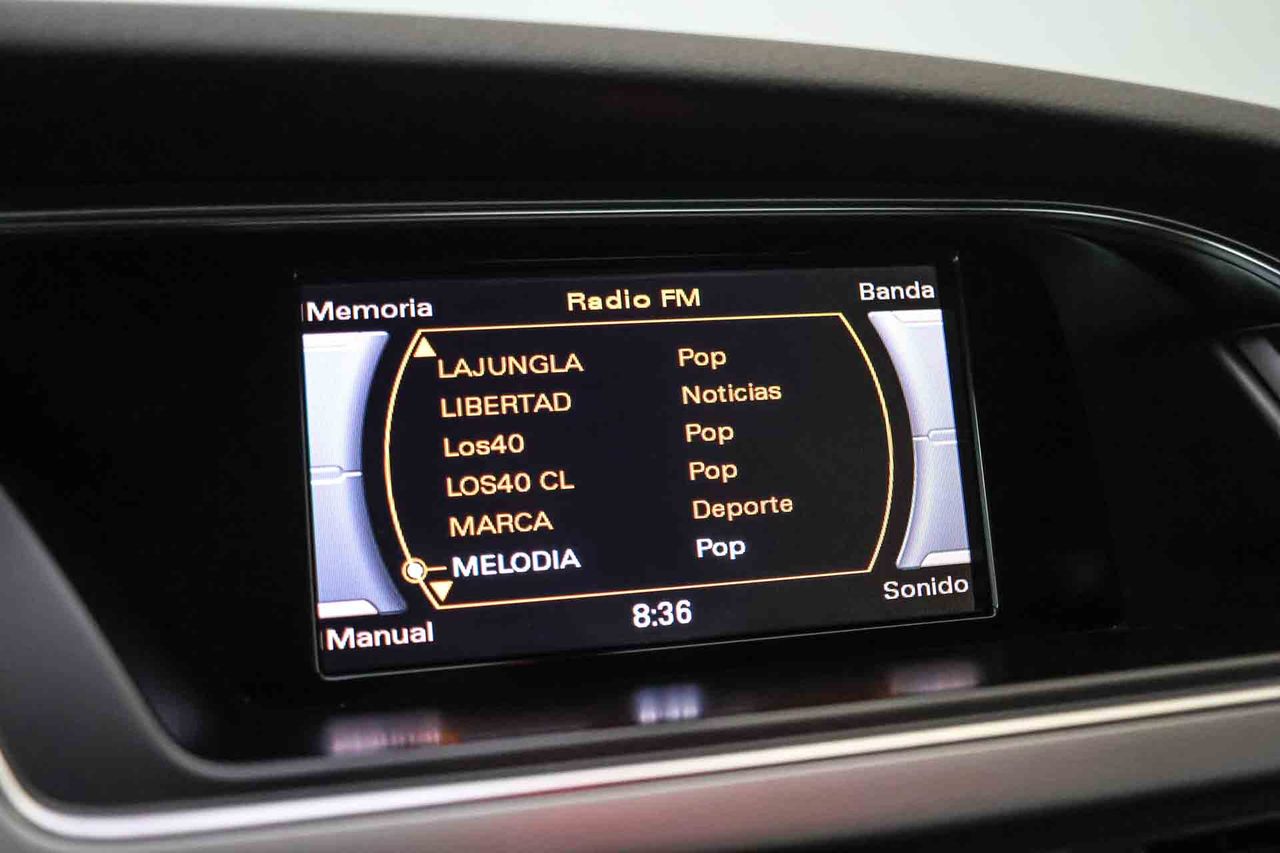 Memoria Radio FM Banda
LAJUNGLA Pop
LIBERTAD Noticias
Los40 Pop
LOS40 CL Pop
MARCA Deporte
MELODIA Pop
Manual 8:36 Sonido